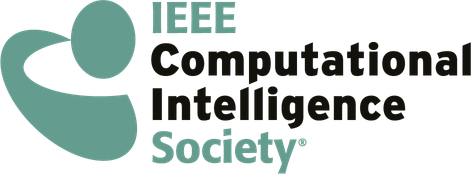 IEEE
Computational
Intelligence
Society®